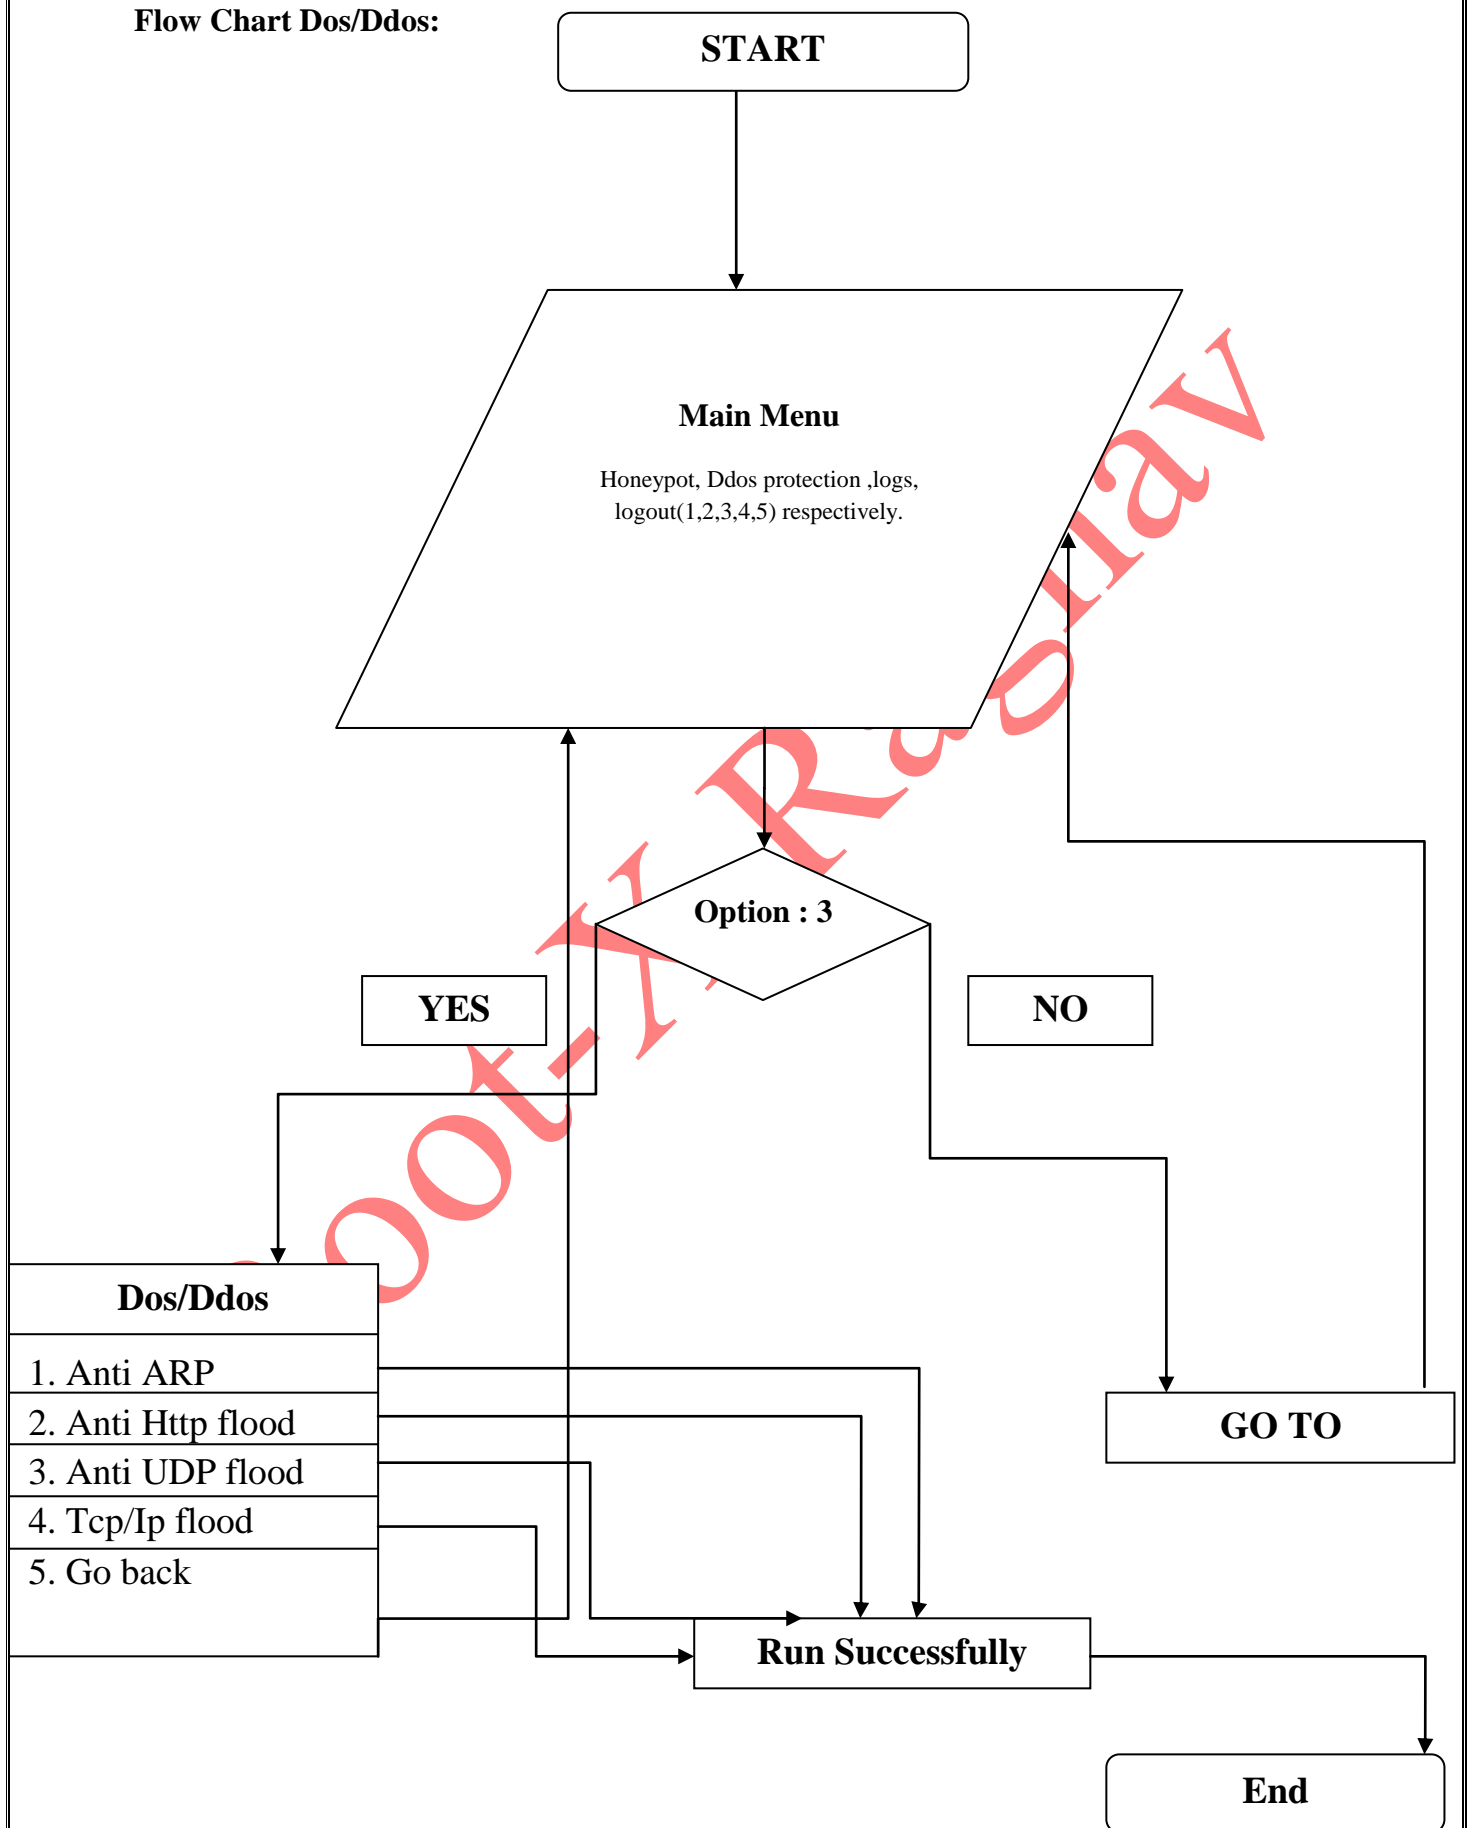 Flow Chart Dos/Ddos:
START
Main Menu
Honeypot, Ddos protection ,logs,
logout(1,2,3,4,5) respectively.
Option : 3
YES
NO
Dos/Ddos
1. Anti ARP
2. Anti Http flood
3. Anti UDP flood
4. Tcp/Ip flood
5. Go back
GO TO
Run Successfully
End